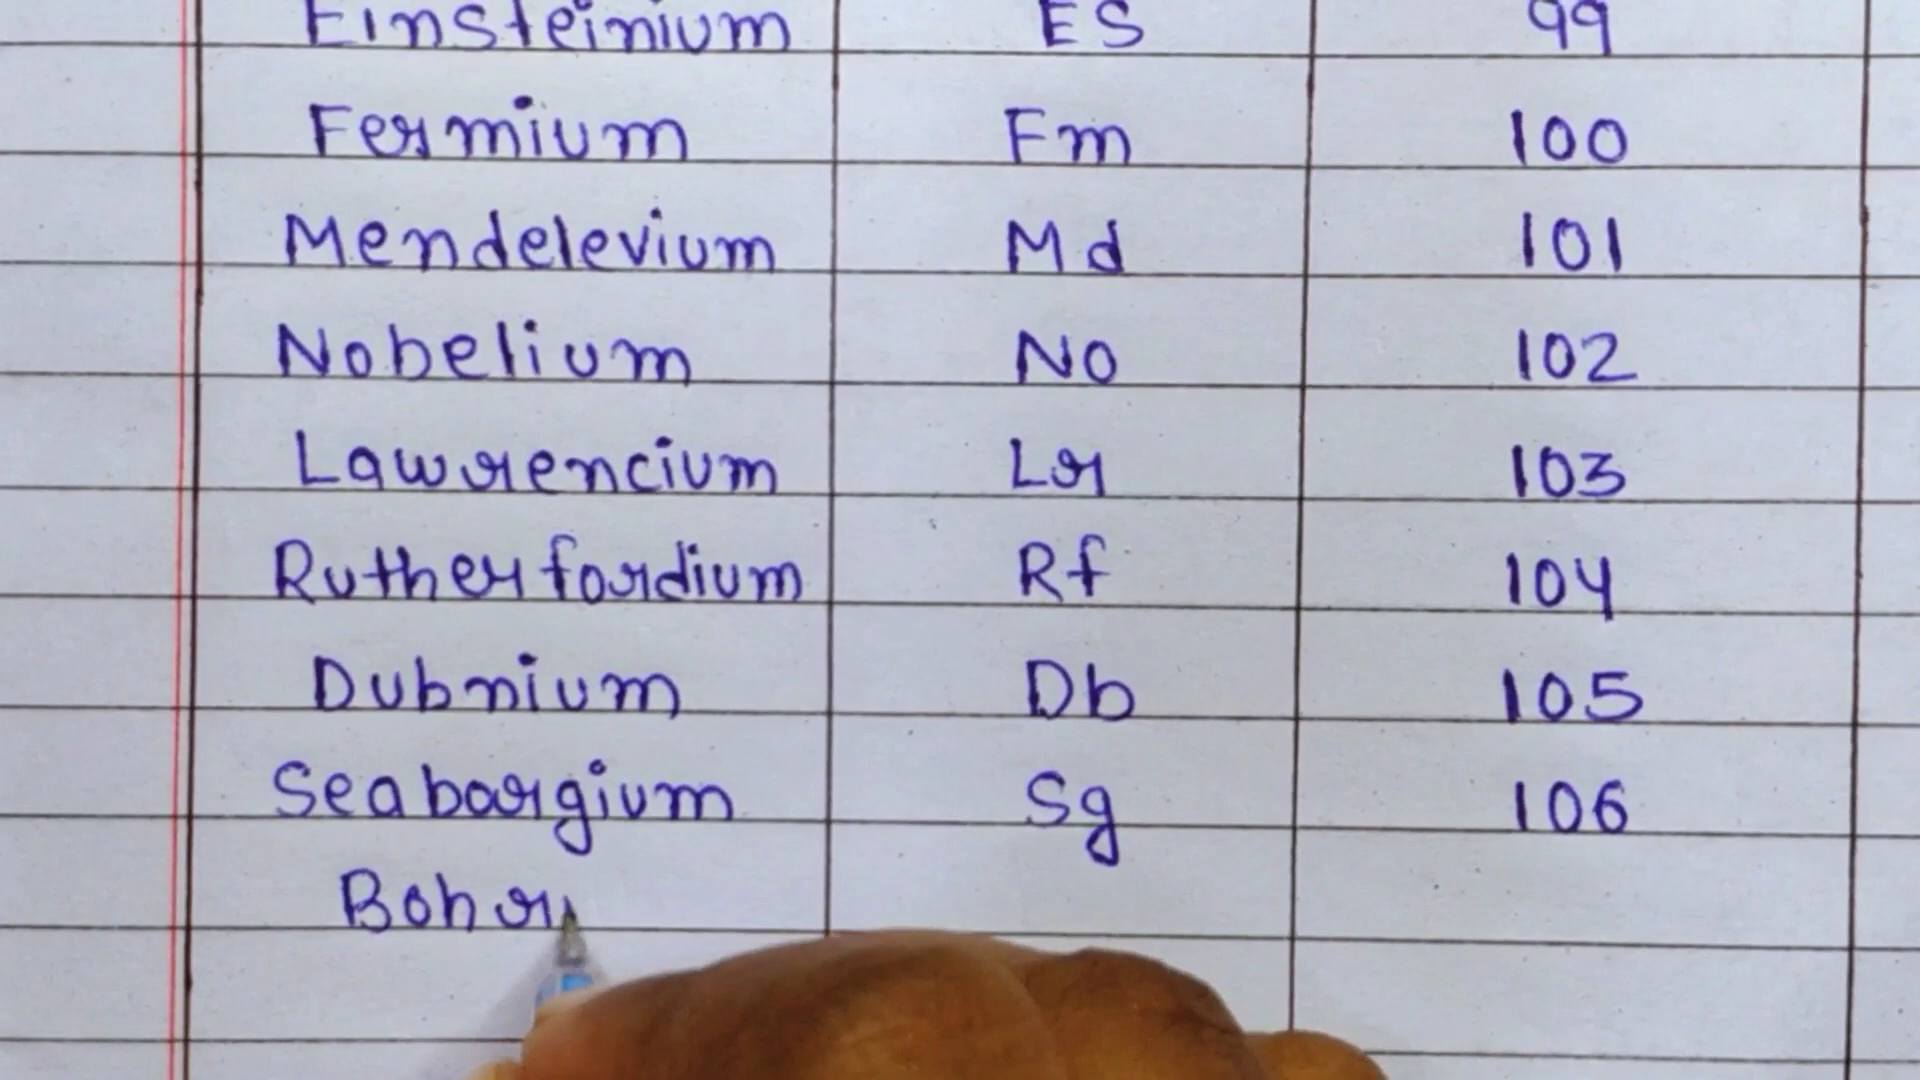 Einsteinium ES 99
Fermium Fm 100
Mendelevium Md 101
Nobelium NO 102
Lawrencium Lr 103
Rutherfordium Rf 104
Dubnium Db 105
Seaborgium Sg 106
Bohr